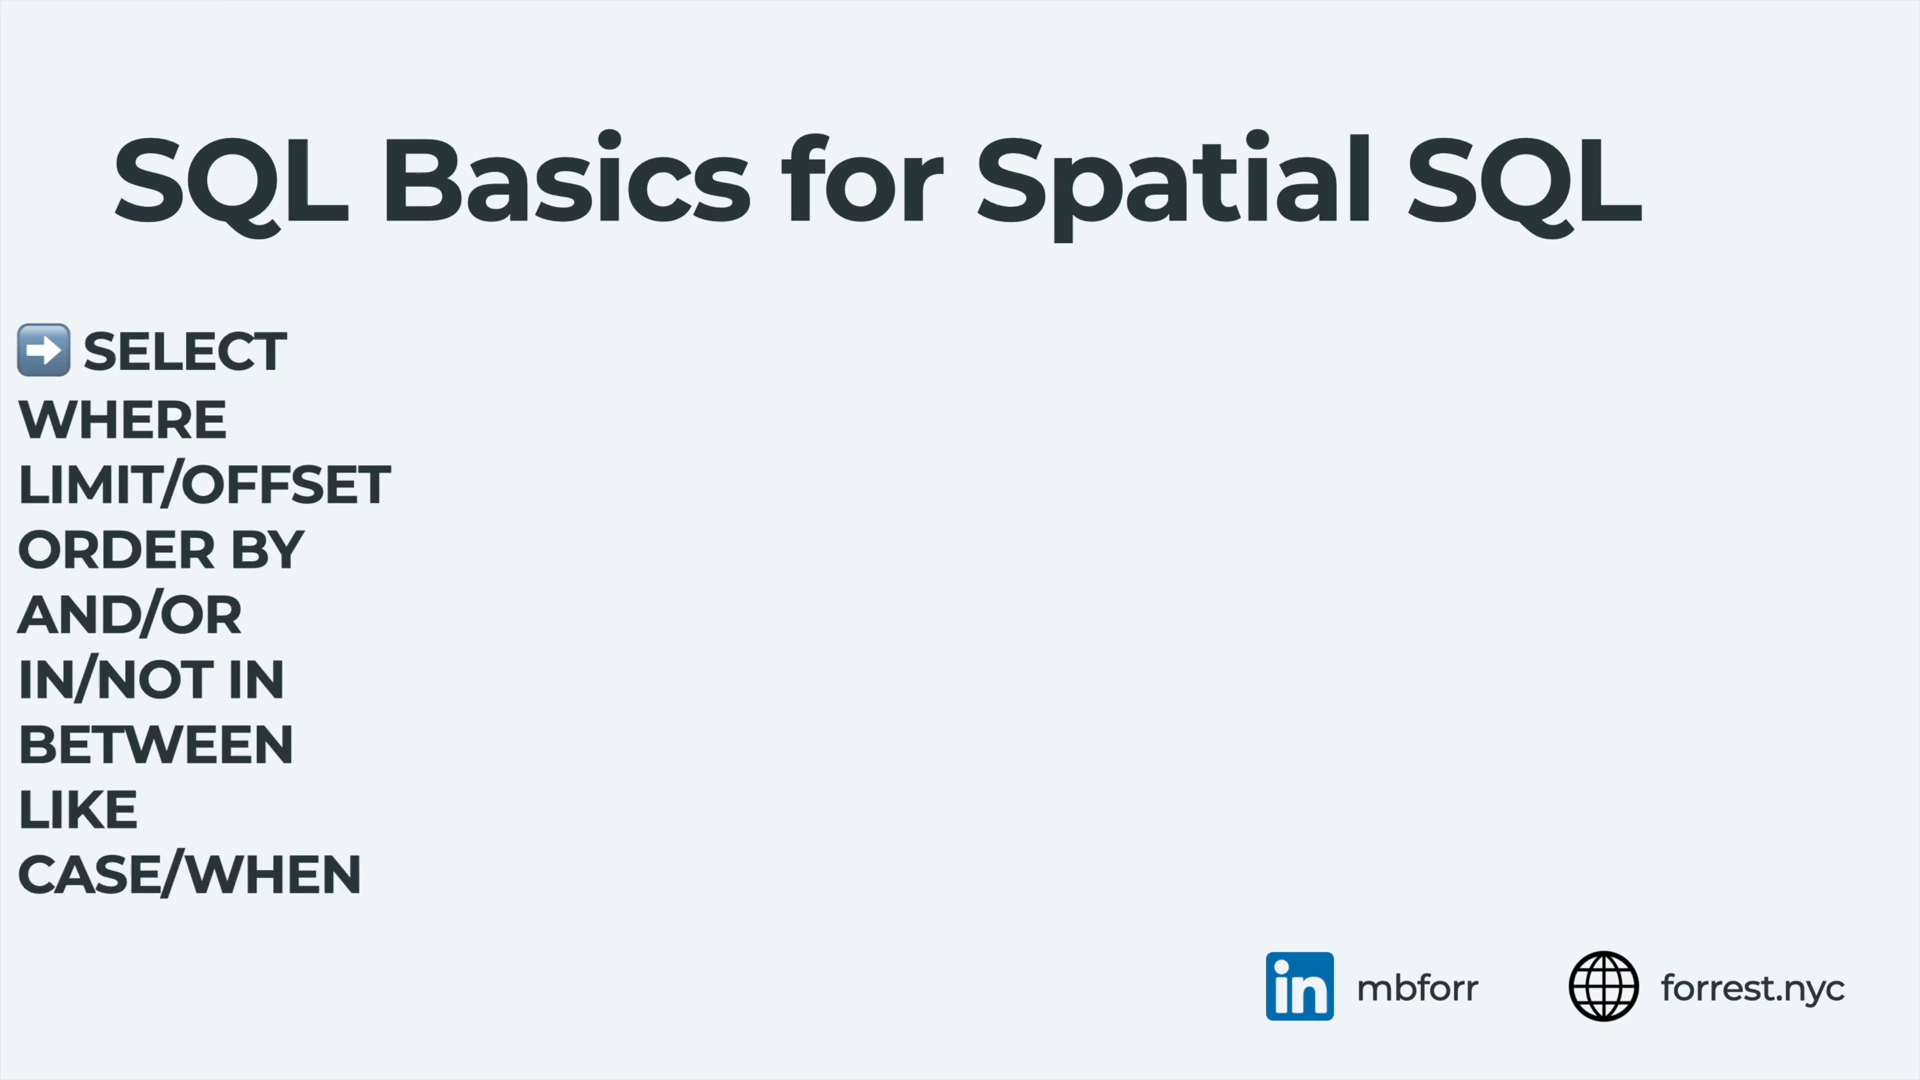 SQL Basics for Spatial SQL
➡️ SELECT
WHERE
LIMIT/OFFSET
ORDER BY
AND/OR
IN/NOT IN
BETWEEN
LIKE
CASE/WHEN
in mbforr forrest.nyc